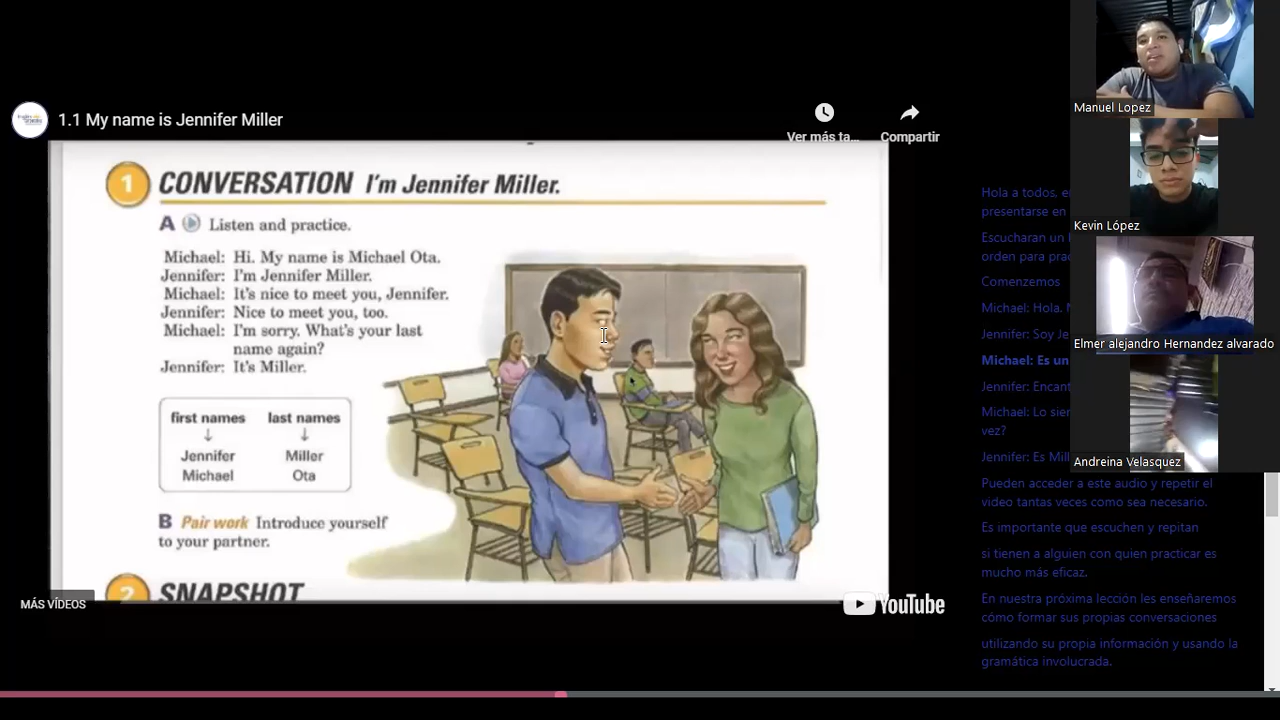 1.1 My name is Jennifer Miller
Ver más ta...
Compartir
1 CONVERSATION I'm Jennifer Miller.
A Listen and practice.
Michael: Hi. My name is Michael Ota.
Jennifer: I'm Jennifer Miller.
Michael: It's nice to meet you, Jennifer.
Jennifer: Nice to meet you, too.
Michael: I'm sorry. What's your last
name again?
Jennifer: It's Miller.
first names last names
Jennifer Miller
Michael Ota
B Pair work Introduce yourself
to your partner.
2 SNAPSHOT
MÁS VÍDEOS
YouTube
Hola a todos,
presentarse en
Escucharan un
orden para
Comenzemos
Michael: Hola.
Jennifer: Soy
Michael: Es un
Jennifer:
Michael: Lo
vez?
Jennifer: Es
Pueden acceder a este audio y repetir el
video tantas veces como sea necesario.
Es importante que escuchen y repitan
si tienen a alguien con quien practicar es
mucho más eficaz.
En nuestra próxima lección les enseñaremos
cómo formar sus propias conversaciones
utilizando su propia información y usando la
gramática involucrada.
Manuel Lopez
Kevin López
Elmer alejandro Hernandez alvarado
Andreina Velasquez